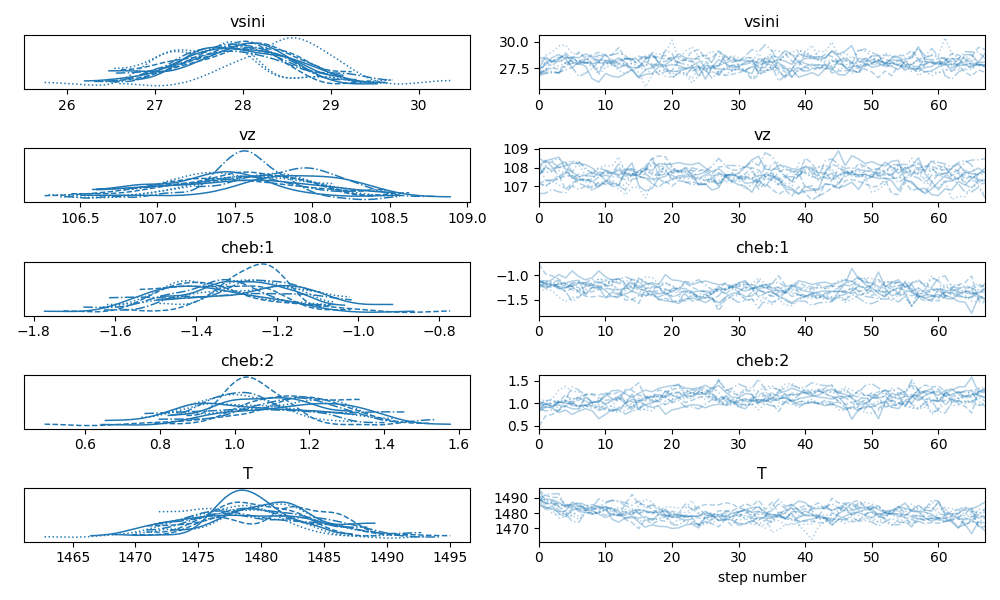 vsini vsini
30.0
27.5
26 27 28 29 30 0 10 20 30 40 50 60
vz vz
109
108
107
106.5 107.0 107.5 108.0 108.5 109.0 0 10 20 30 40 50 60
cheb:1 cheb:1
−1.0
−1.5
−1.8 −1.6 −1.4 −1.2 −1.0 −0.8 0 10 20 30 40 50 60
cheb:2 cheb:2
1.5
1.0
0.5
0.6 0.8 1.0 1.2 1.4 1.6 0 10 20 30 40 50 60
T T
1490
1480
1470
1465 1470 1475 1480 1485 1490 1495 0 10 20 30 40 50 60
step number